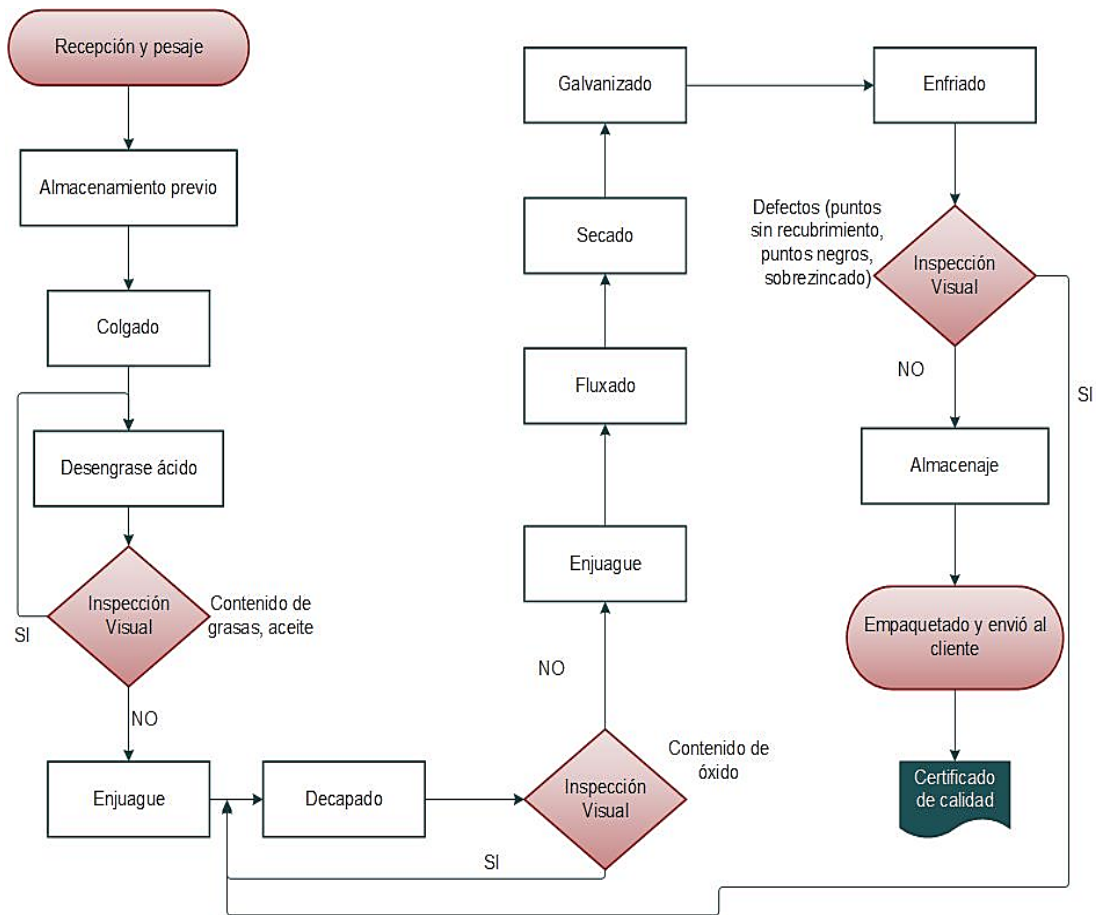 Recepción y pesaje
Almacenamiento previo
Colgado
Desengrase ácido
Inspección
Visual
Contenido de
grasas, aceite
SI
NO
Enjuague
Decapado
Inspección
Visual
Contenido de
óxido
SI
NO
Enjuague
Fluxado
Secado
Galvanizado
Enfriado
Defectos (puntos
sin recubrimiento,
puntos negros,
sobrezincado)
Inspección
Visual
NO
SI
Almacenaje
Empaquetado y envió al
cliente
Certificado
de calidad